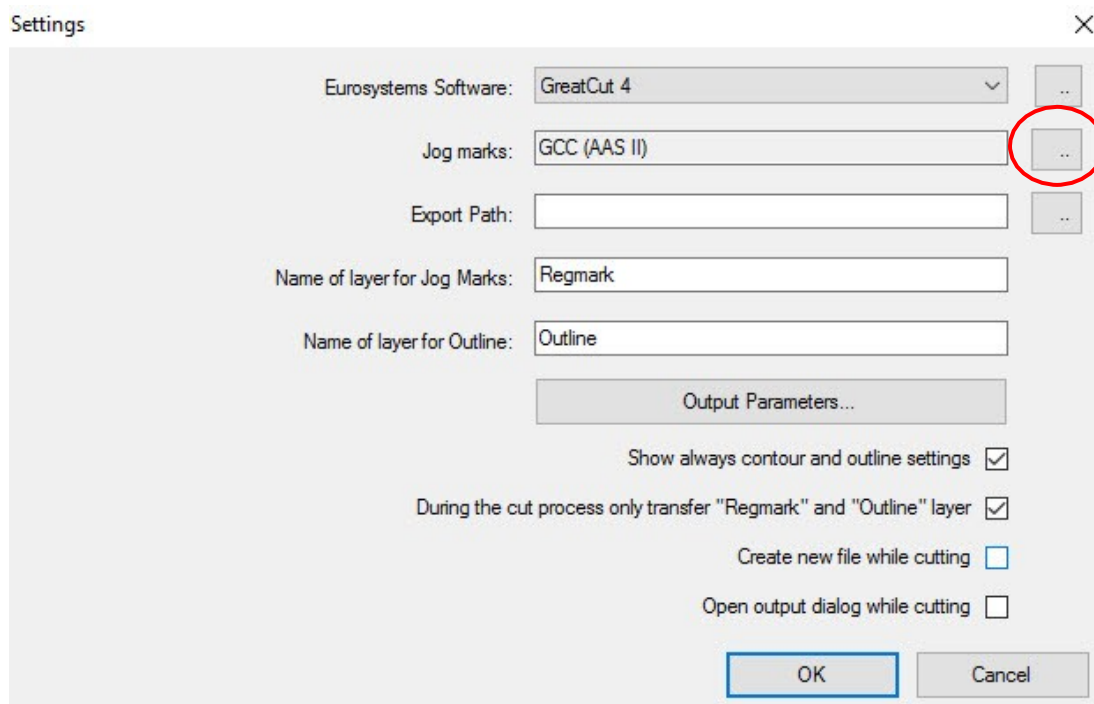 Settings
Eurosystems Software: GreatCut 4 ..
Jog marks: GCC (AAS II) ..
Export Path: ..
Name of layer for Jog Marks: Regmark
Name of layer for Outline: Outline
Output Parameters...
Show always contour and outline settings
During the cut process only transfer "Regmark" and "Outline" layer
Create new file while cutting
Open output dialog while cutting
OK Cancel